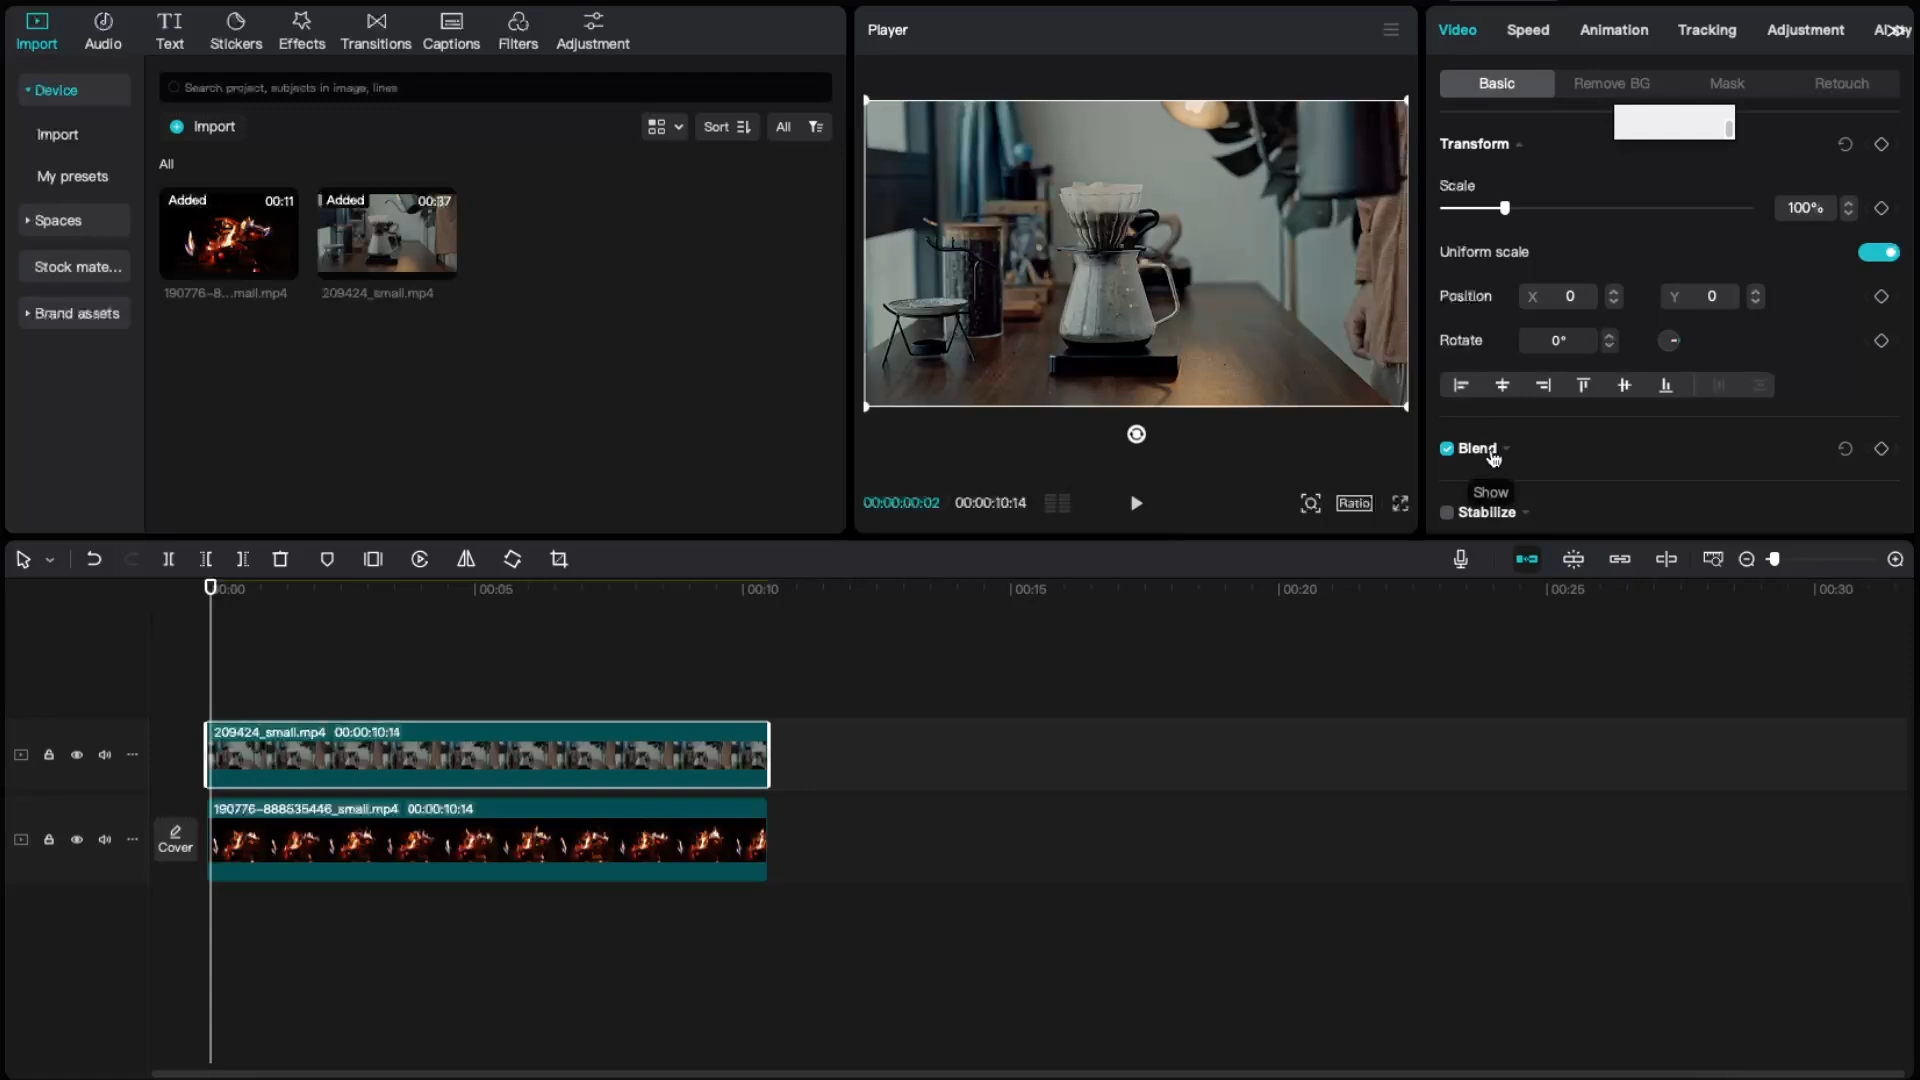 Import
Audio
Text
Stickers
Effects
Transitions
Captions
Filters
Adjustment
Device
Import
My presets
Spaces
Stock mate...
Brand assets
Search project, subjects in image, lines
Import
Sort
All
All
Added 00:11
190776-8...mall.mp4
Added 00:37
209424_small.mp4
Player
00:00:00:02 00:00:10:14
Ratio
Video
Speed
Animation
Tracking
Adjustment
Basic
Remove BG
Mask
Retouch
Transform
Scale
100%
Uniform scale
Position X 0 Y 0
Rotate 0°
Blend
Show
Stabilize
00:00
00:05
00:10
00:15
00:20
00:25
00:30
209424_small.mp4 00:00:10:14
190776-888535446_small.mp4 00:00:10:14
Cover